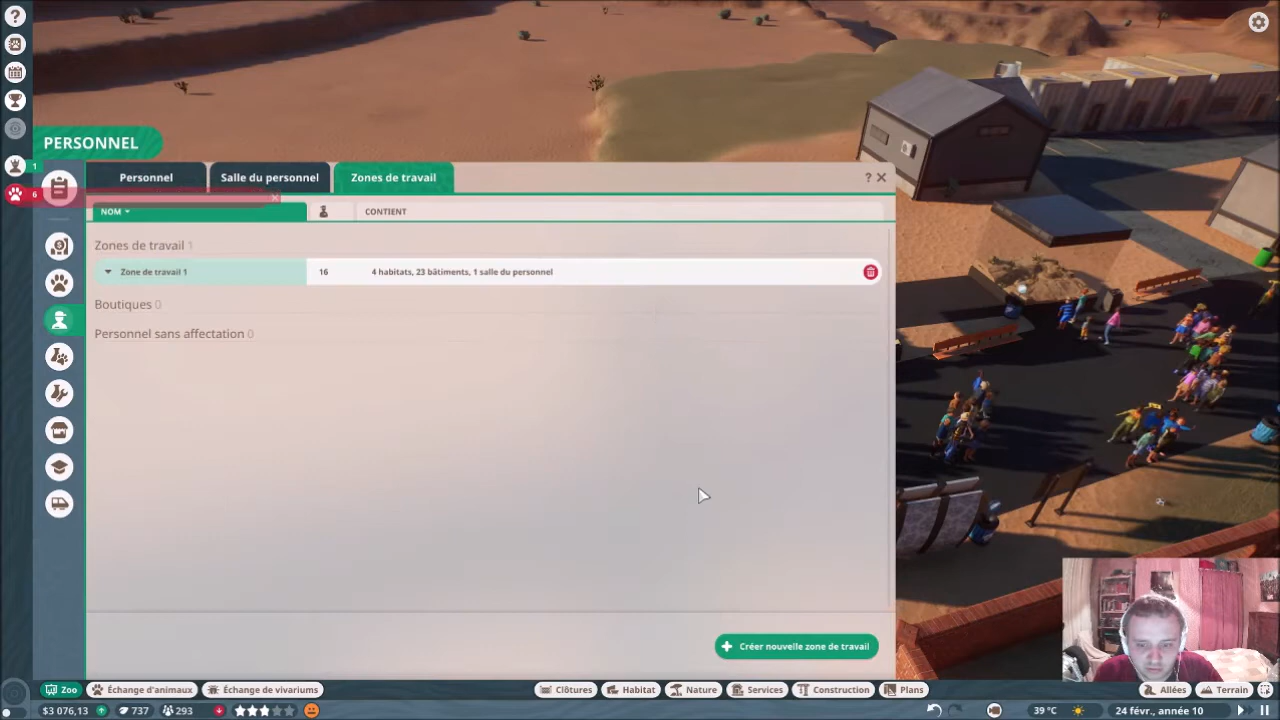 ?
PERSONNEL
1
6
Personnel
Salle du personnel
Zones de travail
? 
NOM
CONTIENT
Zones de travail 1
Zone de travail 1
16
4 habitats, 23 bâtiments, 1 salle du personnel
Boutiques 0
Personnel sans affectation 0
Créer nouvelle zone de travail
Zoo
Échange d'animaux
Échange de vivariums
Clôtures
Habitat
Nature
Services
Construction
Plans
Allées
Terrain
$3 076,13
737
293
39 °C
24 févr., année 10